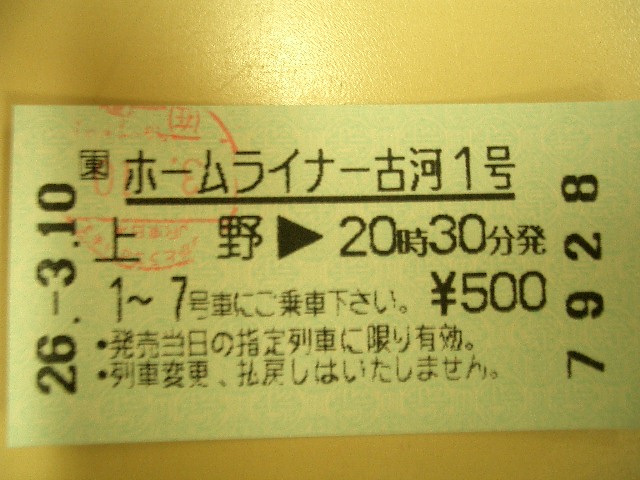 東 ホームライナー古河1号
上野▶20時30分発
1~7号車にご乗車下さい。 ¥500
・発売当日の指定列車に限り有効。
・列車変更、払戻しはいたしません。
26.-3.10
7928